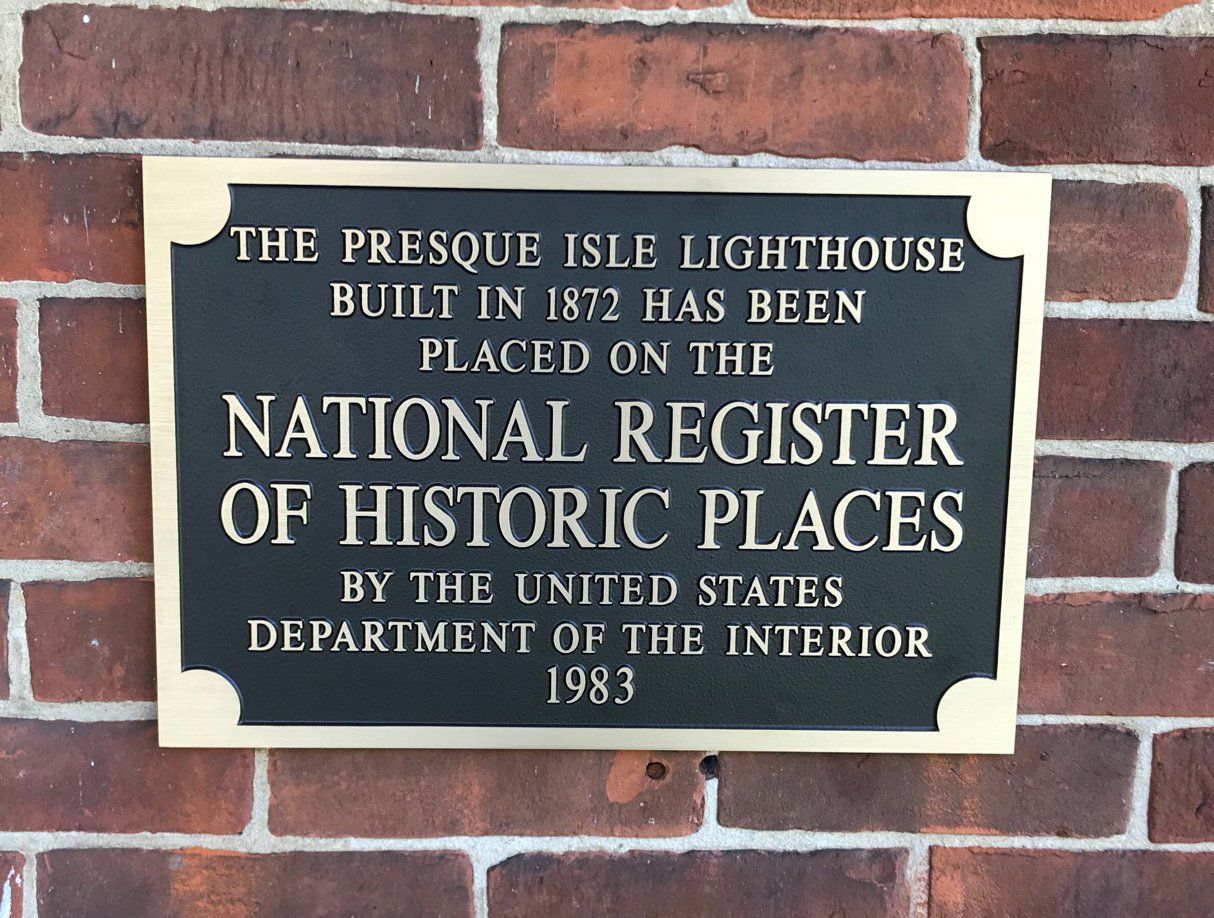 THE PRESQUE ISLE LIGHTHOUSE
BUILT IN 1872 HAS BEEN
PLACED ON THE
NATIONAL REGISTER
OF HISTORIC PLACES
BY THE UNITED STATES
DEPARTMENT OF THE INTERIOR
1983